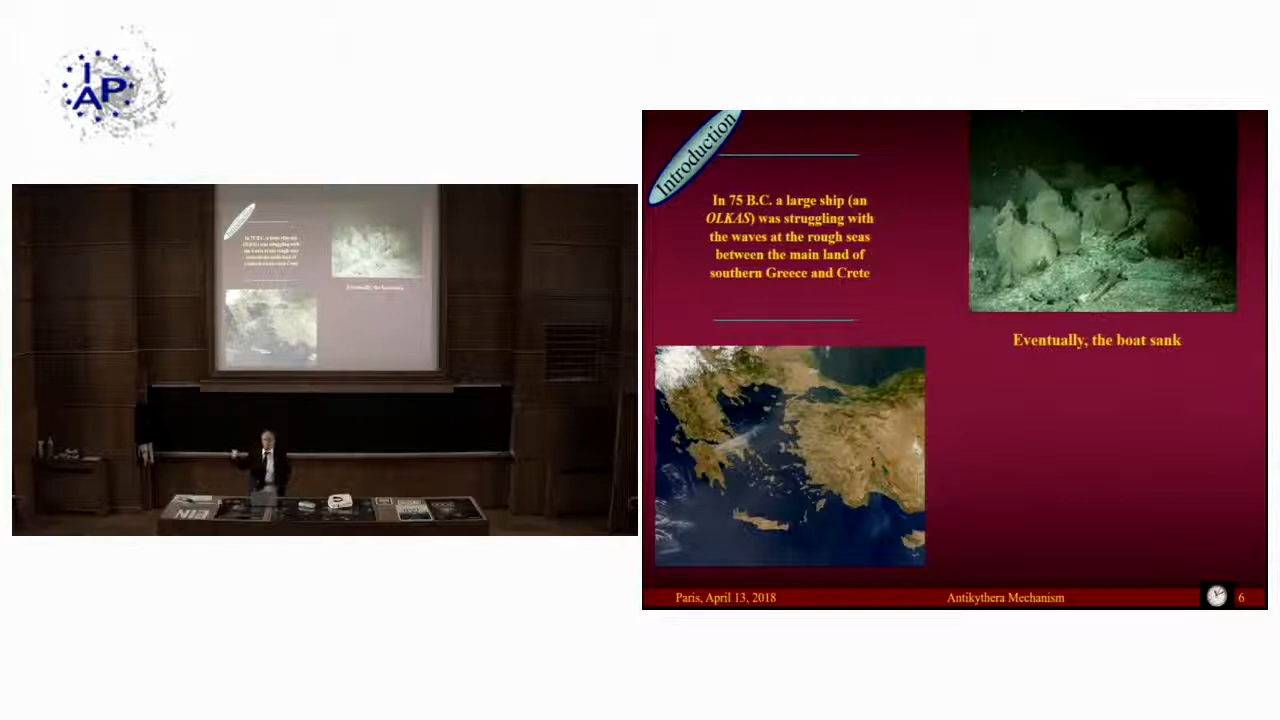 I
A P
Introduction
In 75 B.C. a large ship (an
OLKAS) was struggling with
the waves at the rough seas
between the main land of
southern Greece and Crete
Eventually, the boat sank
Paris, April 13, 2018
Antikythera Mechanism
6